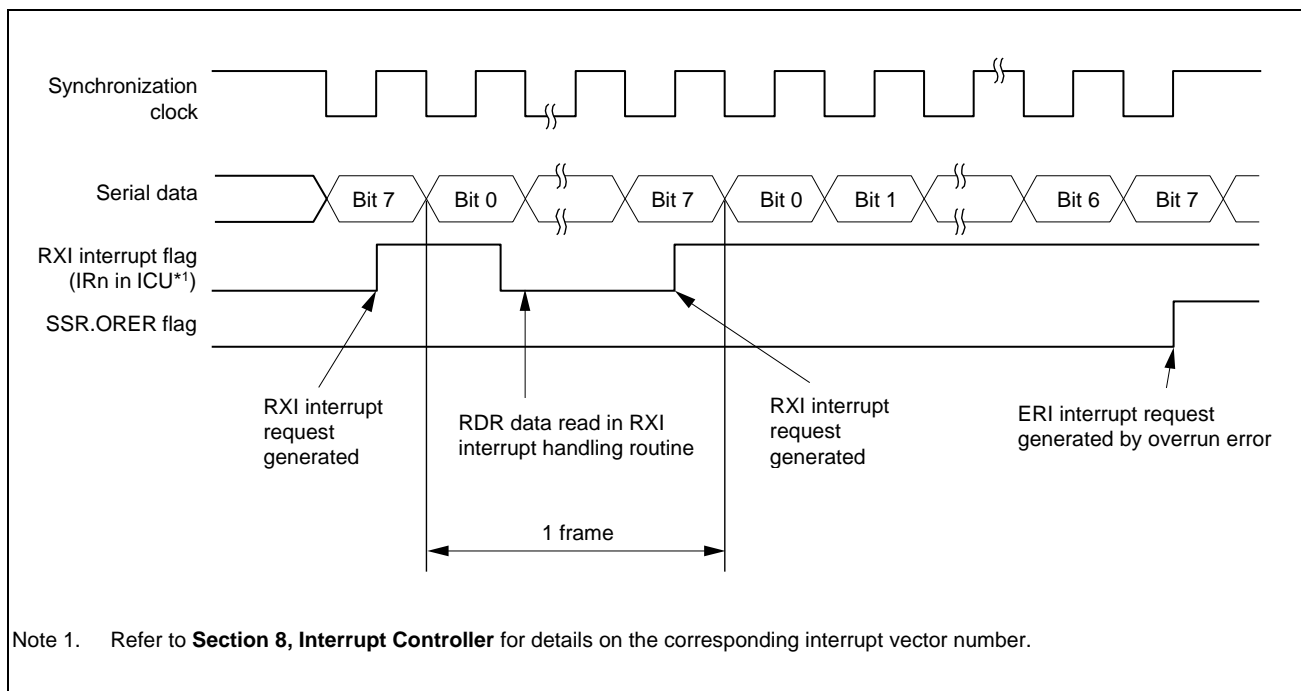 Synchronization
clock
Serial data
Bit 7 Bit 0 Bit 7 Bit 0 Bit 1 Bit 6 Bit 7
RXI interrupt flag
(IRn in ICU*1)
SSR.ORER flag
RXI interrupt
request
generated
RDR data read in RXI
interrupt handling routine
RXI interrupt
request
generated
ERI interrupt request
generated by overrun error
1 frame
Note 1. Refer to Section 8, Interrupt Controller for details on the corresponding interrupt vector number.